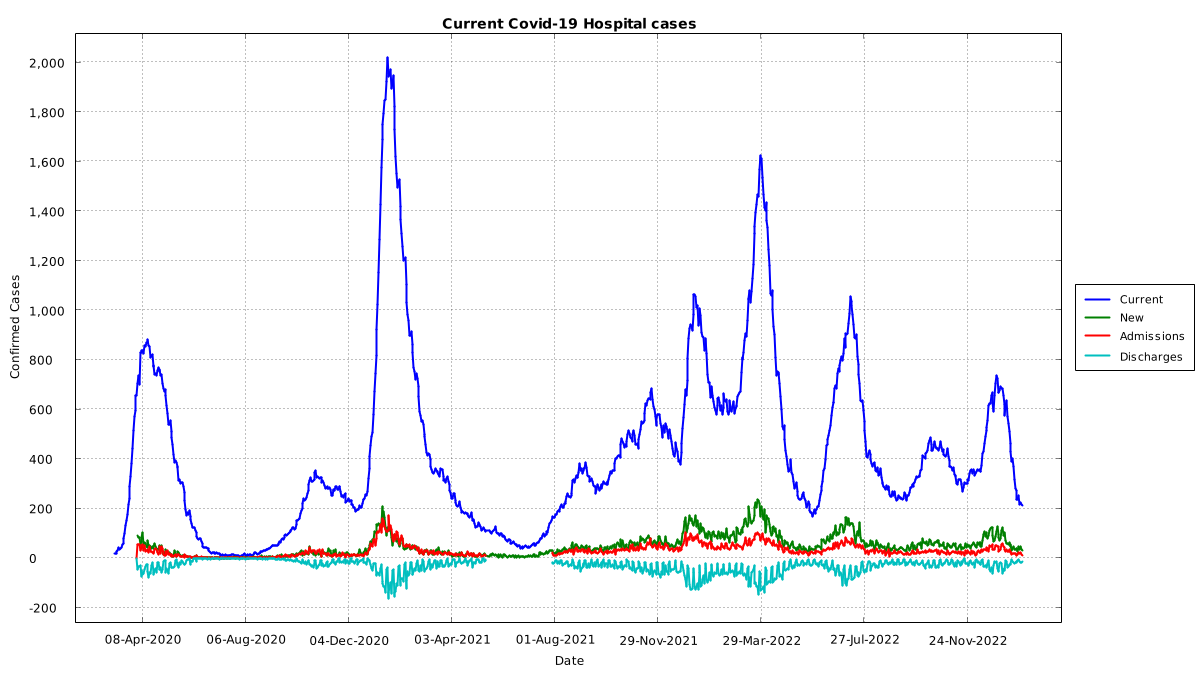 Current Covid-19 Hospital cases
2,000
1,800
1,600
1,400
1,200
1,000
800
600
400
200
0
-200
Confirmed Cases
08-Apr-2020 06-Aug-2020 04-Dec-2020 03-Apr-2021 01-Aug-2021 29-Nov-2021 29-Mar-2022 27-Jul-2022 24-Nov-2022
Date
Current
New
Admissions
Discharges